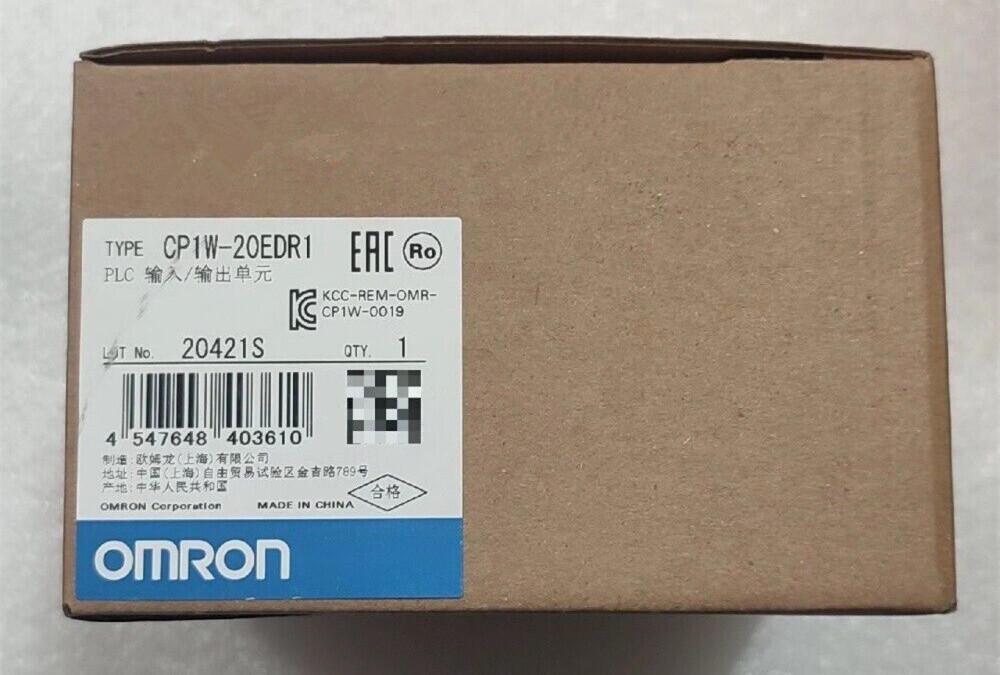 TYPE CP1W-20EDR1 EAC Ro
PLC 输入/输出单元
KC KCC-REM-OMR-
CP1W-0019
LOT No. 20421S QTY. 1
4 547648 403610
制造:欧姆龙(上海)有限公司
地址:中国(上海)自由贸易试验区金吉路789号
产地:中华人民共和国
合格
OMRON Corporation MADE IN CHINA
OMRON